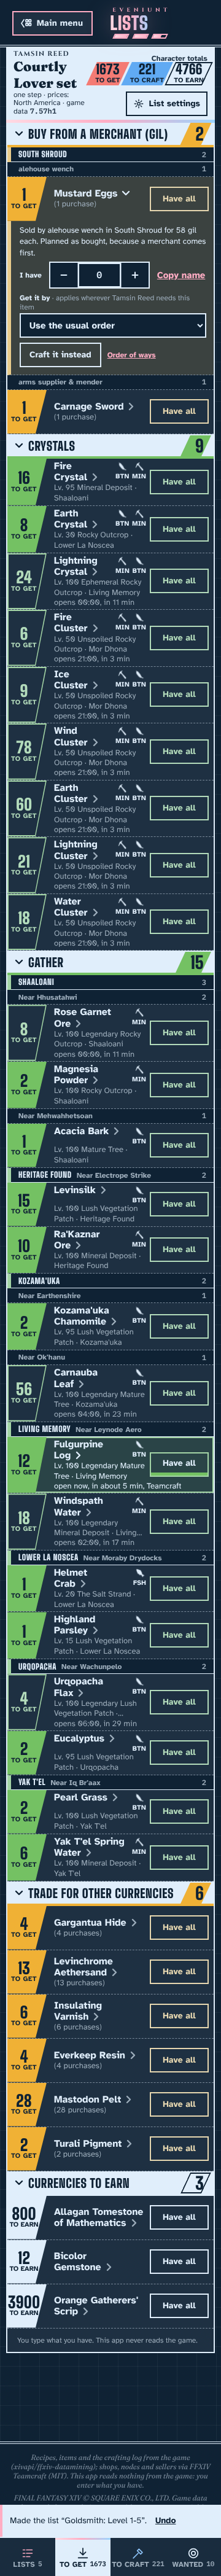 Main menu
EVENIUNT
LISTS
TAMSIN REED
Courtly
Lover set
one step · prices:
North America · game
data 7.57h1
Character totals
1673 TO GET
221 TO CRAFT
4766 TO EARN
List settings
BUY FROM A MERCHANT (GIL) 2
SOUTH SHROUD 2
alehouse wench 1
1 TO GET
Mustard Eggs
(1 purchase)
Have all
Sold by alehouse wench in South Shroud for 58 gil
each. Planned as bought, because a merchant comes
first.
I have − 0 + Copy name
Get it by · applies wherever Tamsin Reed needs this
item
Use the usual order
Craft it instead
Order of ways
arms supplier & mender 1
1 TO GET
Carnage Sword
(1 purchase)
Have all
CRYSTALS 9
16 TO GET
Fire
Crystal
BTN MIN
Lv. 95 Mineral Deposit ·
Shaaloani
Have all
8 TO GET
Earth
Crystal
BTN MIN
Lv. 30 Rocky Outcrop ·
Lower La Noscea
Have all
24 TO GET
Lightning
Crystal
MIN BTN
Lv. 100 Ephemeral Rocky
Outcrop · Living Memory
opens 00:00, in 11 min
Have all
6 TO GET
Fire
Cluster
MIN BTN
Lv. 50 Unspoiled Rocky
Outcrop · Mor Dhona
opens 21:00, in 3 min
Have all
9 TO GET
Ice
Cluster
MIN BTN
Lv. 50 Unspoiled Rocky
Outcrop · Mor Dhona
opens 21:00, in 3 min
Have all
78 TO GET
Wind
Cluster
MIN BTN
Lv. 50 Unspoiled Rocky
Outcrop · Mor Dhona
opens 21:00, in 3 min
Have all
60 TO GET
Earth
Cluster
MIN BTN
Lv. 50 Unspoiled Rocky
Outcrop · Mor Dhona
opens 21:00, in 3 min
Have all
21 TO GET
Lightning
Cluster
MIN BTN
Lv. 50 Unspoiled Rocky
Outcrop · Mor Dhona
opens 21:00, in 3 min
Have all
18 TO GET
Water
Cluster
MIN BTN
Lv. 50 Unspoiled Rocky
Outcrop · Mor Dhona
opens 21:00, in 3 min
Have all
GATHER 15
SHAALOANI 3
Near Hhusatahwi 2
8 TO GET
Rose Garnet
Ore
MIN
Lv. 100 Legendary Rocky
Outcrop · Shaaloani
opens 00:00, in 11 min
Have all
2 TO GET
Magnesia
Powder
MIN
Lv. 100 Rocky Outcrop ·
Shaaloani
Have all
Near Mehwahhetsoan 1
1 TO GET
Acacia Bark
BTN
Lv. 100 Mature Tree ·
Shaaloani
Have all
HERITAGE FOUND Near Electrope Strike 2
15 TO GET
Levinsilk
BTN
Lv. 100 Lush Vegetation
Patch · Heritage Found
Have all
10 TO GET
Ra'Kaznar
Ore
MIN
Lv. 100 Mineral Deposit ·
Heritage Found
Have all
KOZAMA'UKA 2
Near Earthenshire 1
2 TO GET
Kozama'uka
Chamomile
BTN
Lv. 95 Lush Vegetation
Patch · Kozama'uka
Have all
Near Ok'hanu 1
56 TO GET
Carnauba
Leaf
BTN
Lv. 100 Legendary Mature
Tree · Kozama'uka
opens 04:00, in 23 min
Have all
LIVING MEMORY Near Leynode Aero 2
12 TO GET
Fulgurpine
Log
BTN
Lv. 100 Legendary Mature
Tree · Living Memory
open now, in about 5 min, Teamcraft
Have all
18 TO GET
Windspath
Water
MIN
Lv. 100 Legendary
Mineral Deposit · Living...
opens 02:00, in 17 min
Have all
LOWER LA NOSCEA Near Moraby Drydocks 2
1 TO GET
Helmet
Crab
FSH
Lv. 20 The Salt Strand ·
Lower La Noscea
Have all
1 TO GET
Highland
Parsley
BTN
Lv. 15 Lush Vegetation
Patch · Lower La Noscea
Have all
URQOPACHA Near Wachunpelo 2
4 TO GET
Urqopacha
Flax
BTN
Lv. 100 Legendary Lush
Vegetation Patch ·...
opens 06:00, in 29 min
Have all
2 TO GET
Eucalyptus
BTN
Lv. 95 Lush Vegetation
Patch · Urqopacha
Have all
YAK T'EL Near Iq Br'aax 2
2 TO GET
Pearl Grass
BTN
Lv. 100 Lush Vegetation
Patch · Yak T'el
Have all
6 TO GET
Yak T'el Spring
Water
MIN
Lv. 100 Mineral Deposit ·
Yak T'el
Have all
TRADE FOR OTHER CURRENCIES 6
4 TO GET
Gargantua Hide
(4 purchases)
Have all
13 TO GET
Levinchrome
Aethersand
(13 purchases)
Have all
6 TO GET
Insulating
Varnish
(6 purchases)
Have all
4 TO GET
Everkeep Resin
(4 purchases)
Have all
28 TO GET
Mastodon Pelt
(28 purchases)
Have all
2 TO GET
Turali Pigment
(2 purchases)
Have all
CURRENCIES TO EARN 3
800 TO EARN
Allagan Tomestone
of Mathematics
Have all
12 TO EARN
Bicolor
Gemstone
Have all
3900 TO EARN
Orange Gatherers'
Scrip
Have all
You type what you have. This app never reads the game.
Recipes, items and the crafting log from the game
(xivapi/ffxiv-datamining); shops, nodes and sellers via FFXIV
Teamcraft (MIT). This app reads nothing from the game: you
enter what you have.
FINAL FANTASY XIV © SQUARE ENIX CO., LTD. Game data
Made the list “Goldsmith: Level 1-5”. Undo
LISTS 5
TO GET 1673
TO CRAFT 221
WANTED 10